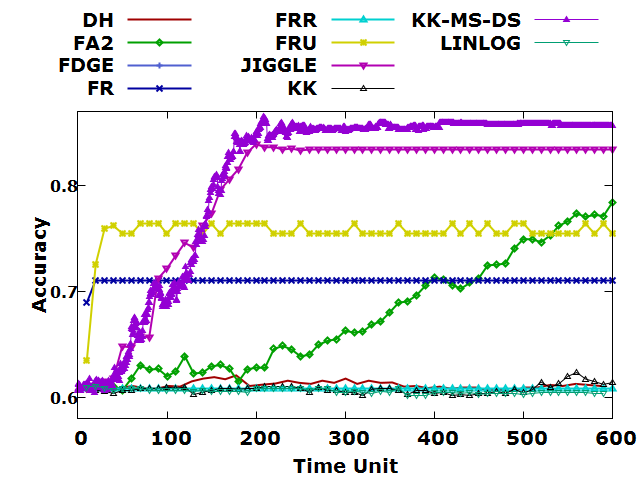 DH FRR KK-MS-DS
FA2 FRU LINLOG
FDGE JIGGLE
FR KK
0.8
0.7
0.6
Accuracy
0 100 200 300 400 500 600
Time Unit